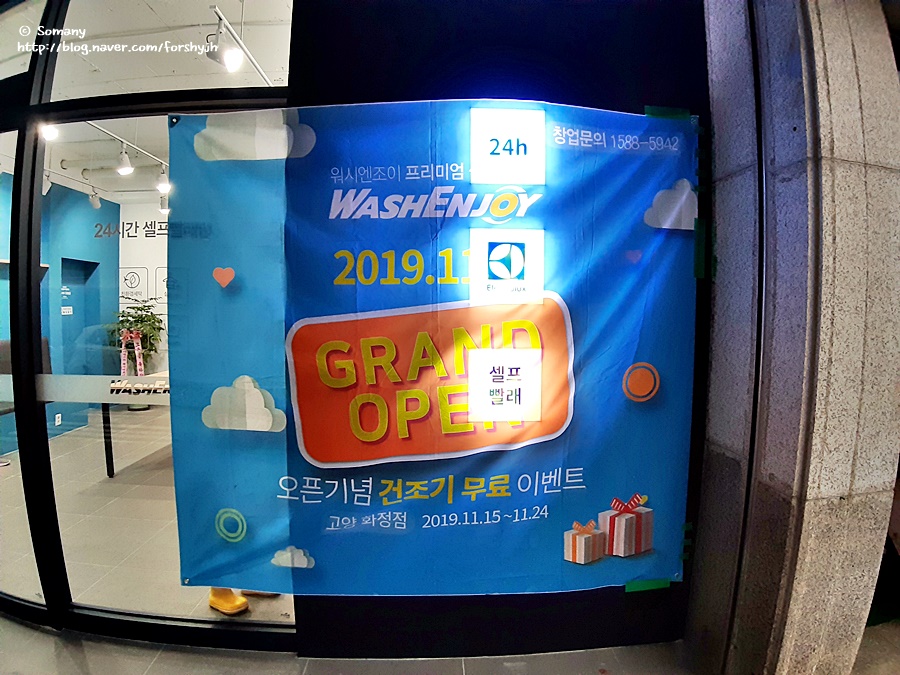 © Somany
http://blog.naver.com/forshyjh
24h
창업문의 1588-5942
워시엔조이 프리미엄
WASHENJOY
24시간 셀프
2019.11
GRAND
OPEN
셀프
빨래
WASHEN
오픈기념 건조기 무료 이벤트
고양 화정점 2019.11.15 ~11.24